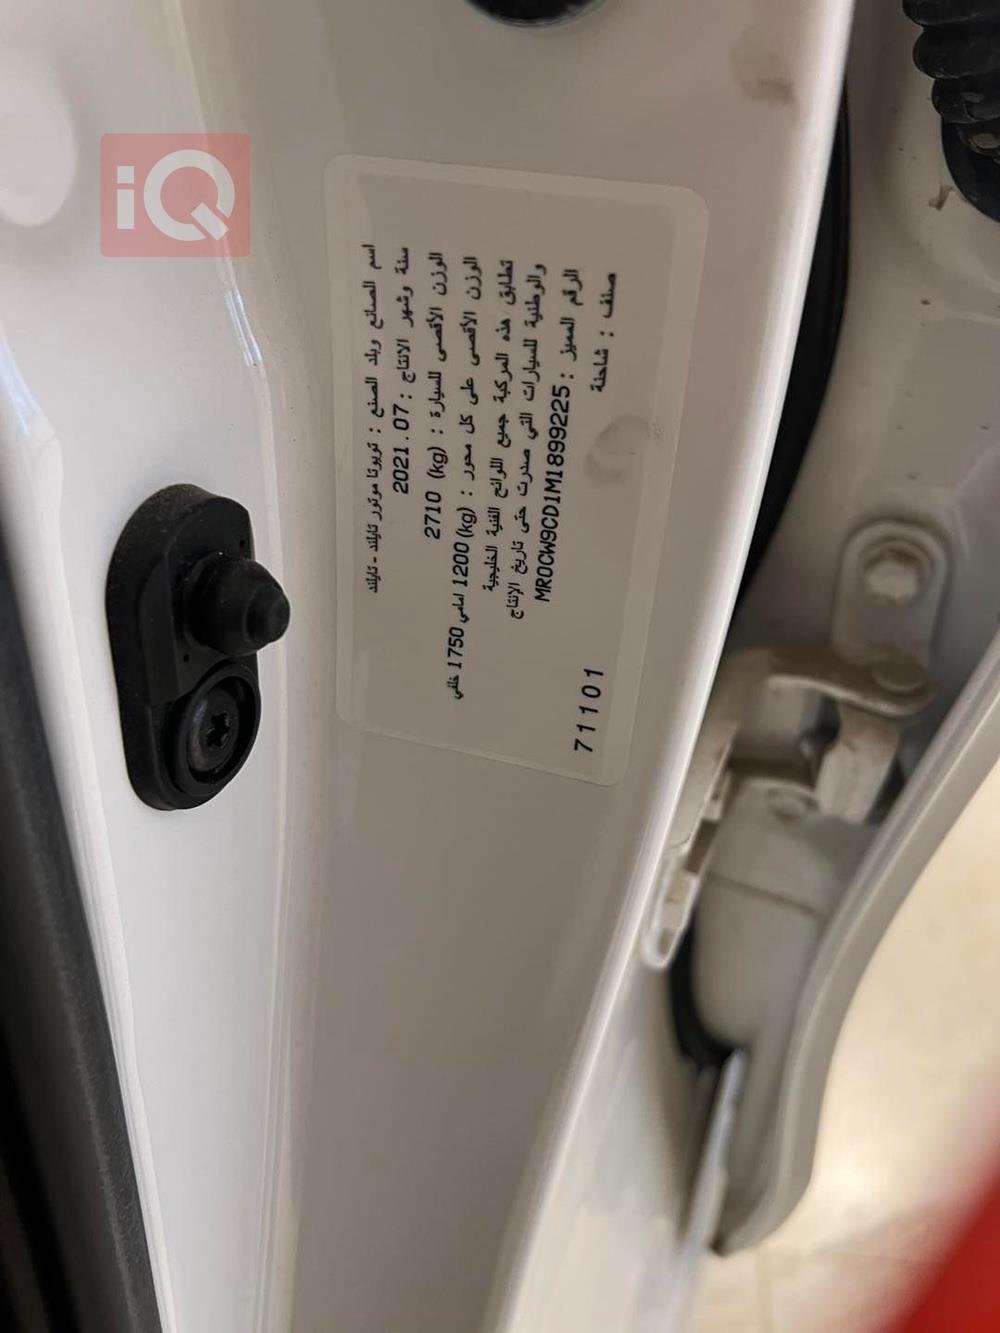 iQ
اسم الصانع وبلد الصنع : تويوتا موتور تايلند - تايلند
سنة وشهر الانتاج : 2021.07
الوزن الأقصى للسيارة : 2710 (kg)
الوزن الأقصى على كل محور : (kg) 1200 امامي 1750 خلفي
تطابق هذه المركبة جميع اللوائح الفنية الخليجية
والوطنية للسيارات التي صدرت حتى تاريخ الإنتاج
الرقم المميز : MR0CW9CD1M1899225
صنف : شاحنة
71101